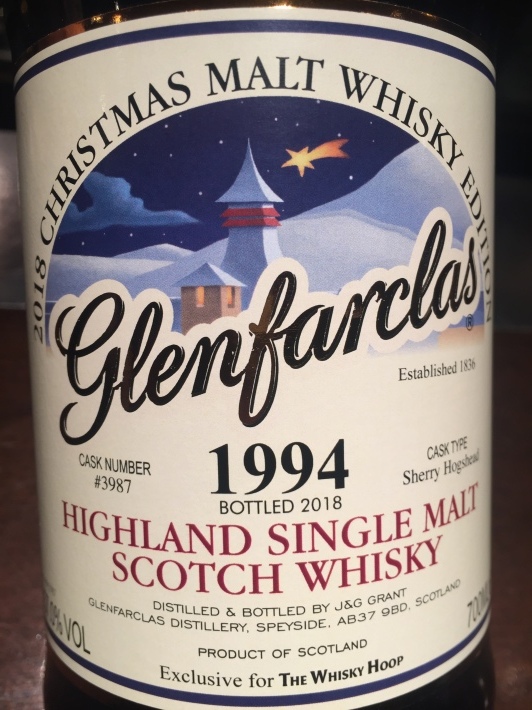 2018 CHRISTMAS MALT WHISKY EDITION
Glenfarclas®
Established 1836
CASK NUMBER
#3987
1994
BOTTLED 2018
CASK TYPE
Sherry Hogshead
HIGHLAND SINGLE MALT
SCOTCH WHISKY
DISTILLED & BOTTLED BY J&G GRANT
GLENFARCLAS DISTILLERY, SPEYSIDE, AB37 9BD, SCOTLAND
% VOL
PRODUCT OF SCOTLAND
Exclusive for THE WHISKY HOOP